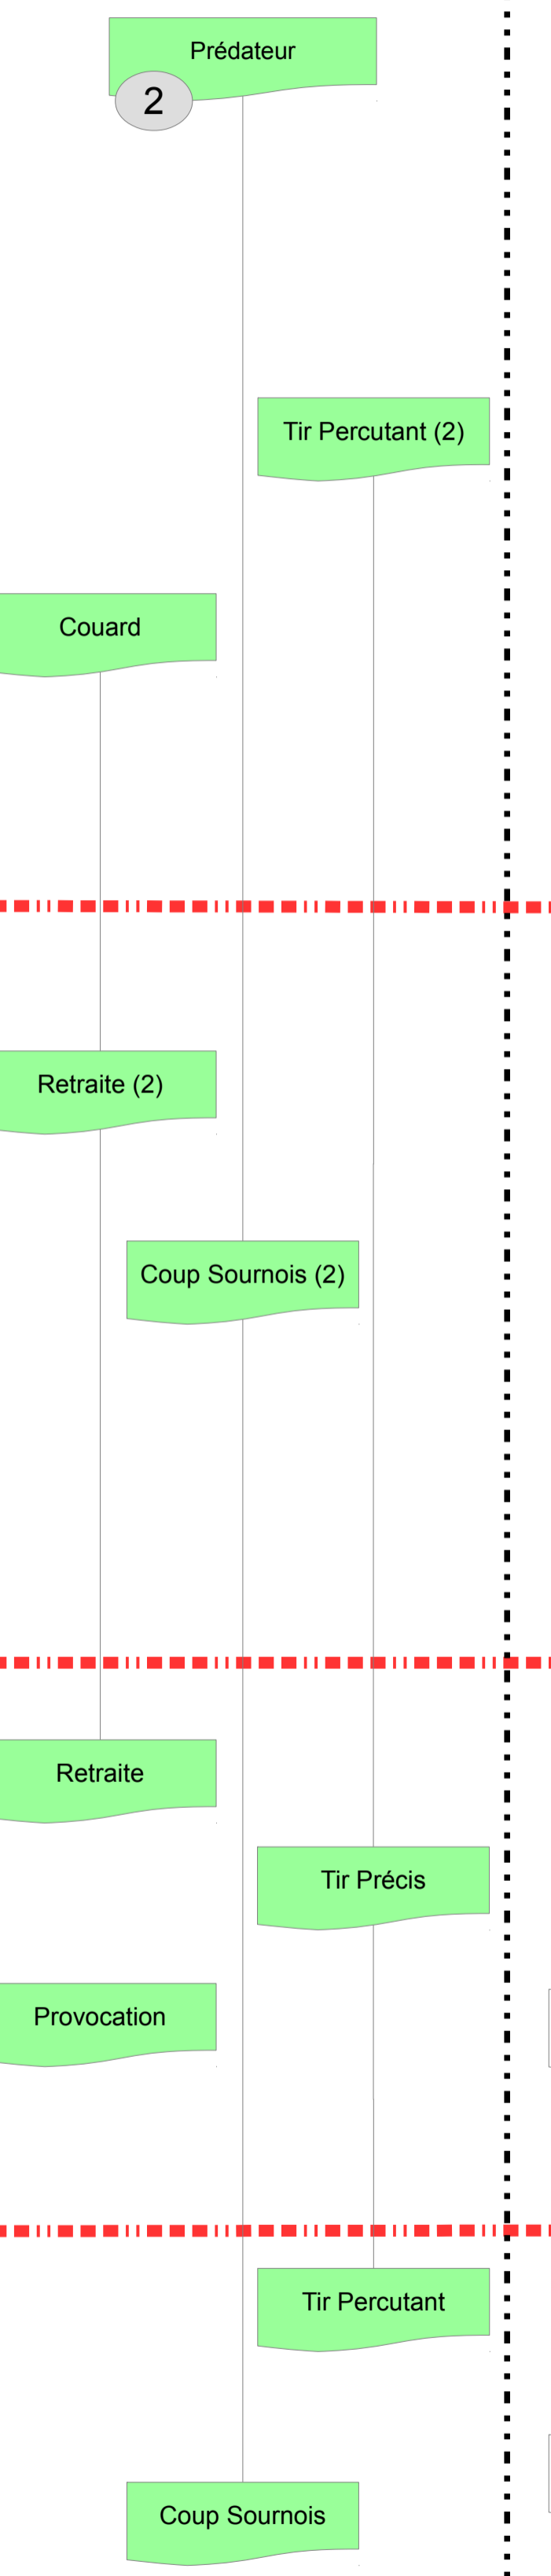 Prédateur
2
Tir Percutant (2)
Couard
Retraite (2)
Coup Sournois (2)
Retraite
Tir Précis
Provocation
Tir Percutant
Coup Sournois